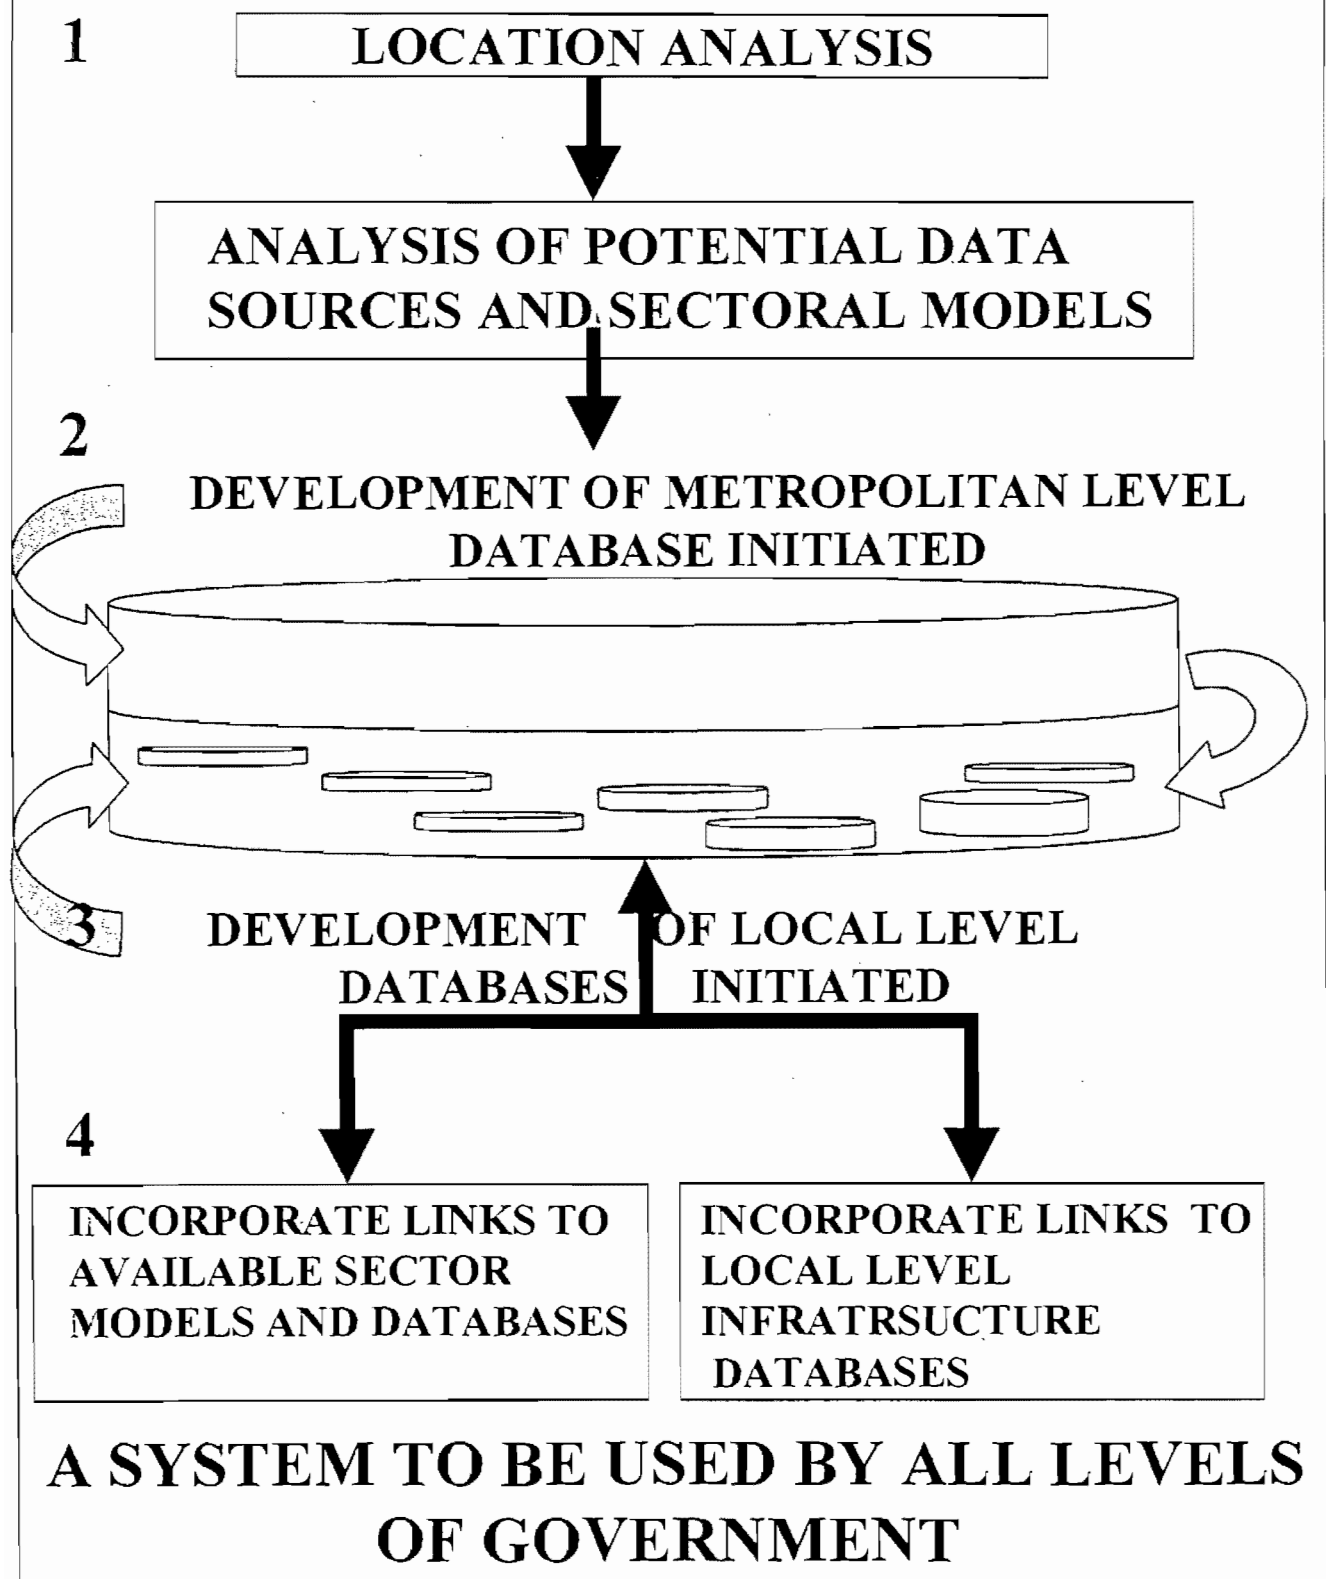 1
LOCATION ANALYSIS
ANALYSIS OF POTENTIAL DATA
SOURCES AND SECTORAL MODELS
2
DEVELOPMENT OF METROPOLITAN LEVEL
DATABASE INITIATED
3
DEVELOPMENT OF LOCAL LEVEL
DATABASES INITIATED
4
INCORPORATE LINKS TO
AVAILABLE SECTOR
MODELS AND DATABASES
INCORPORATE LINKS TO
LOCAL LEVEL
INFRATRSUCTURE
DATABASES
A SYSTEM TO BE USED BY ALL LEVELS
OF GOVERNMENT